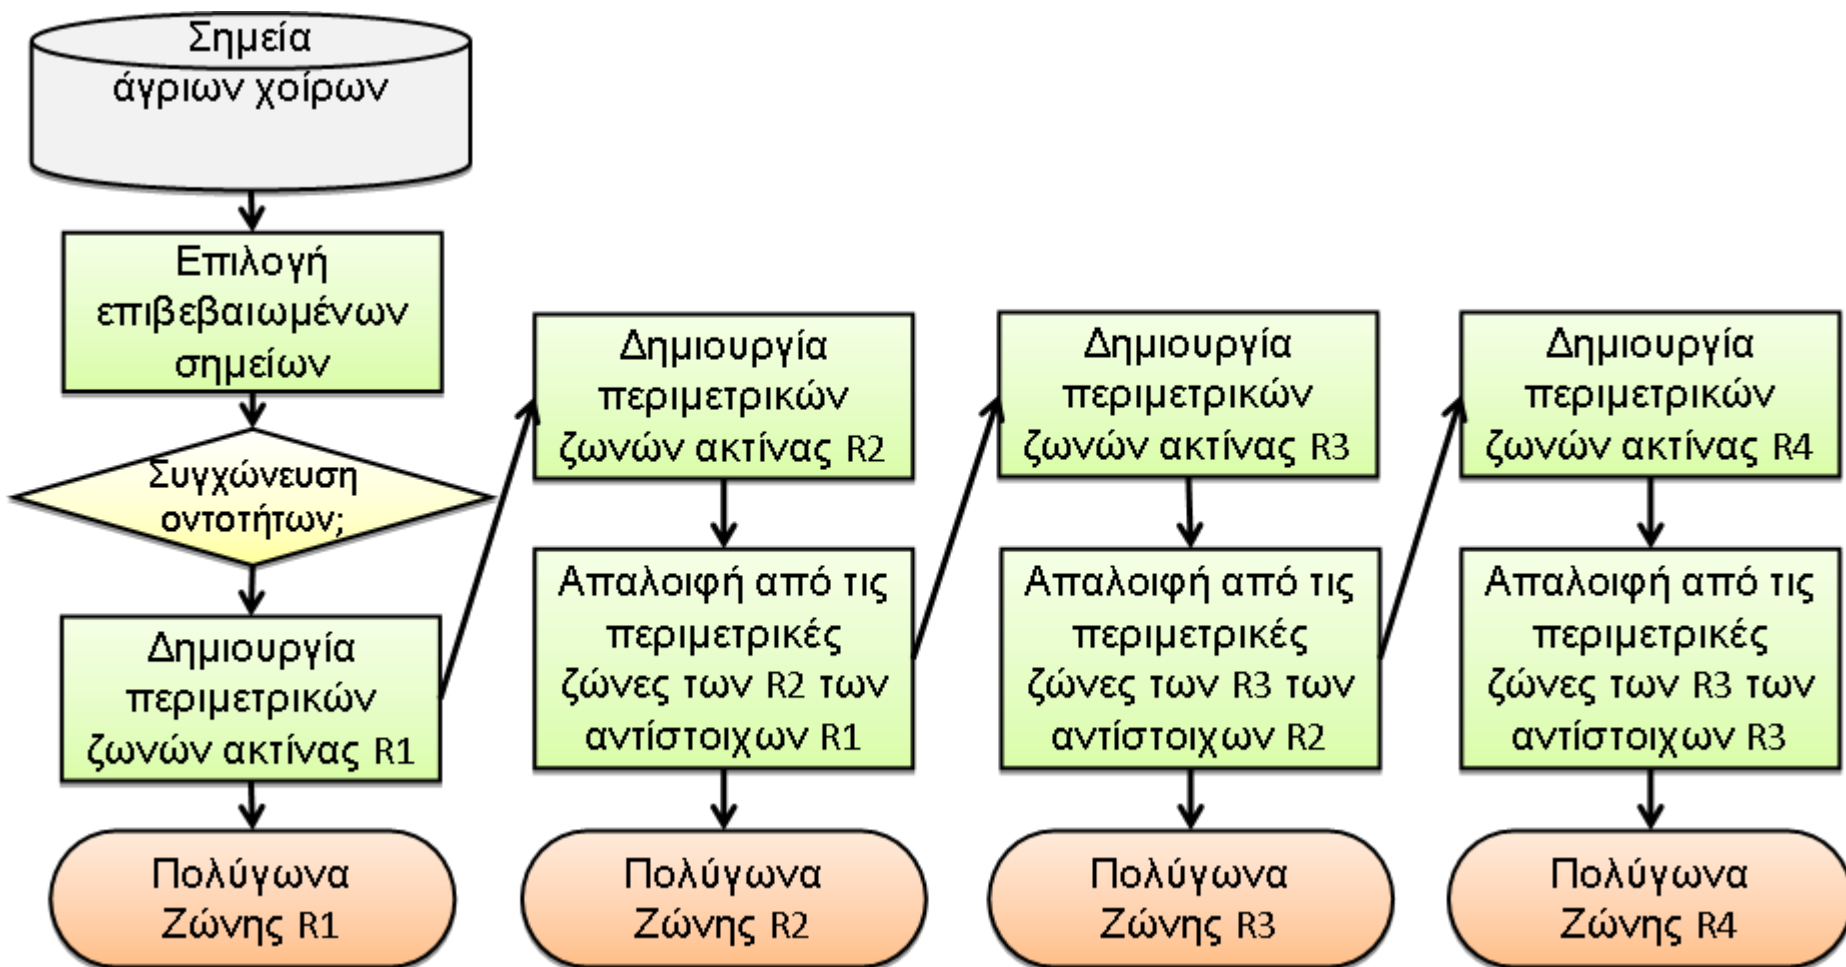 Σημεία
άγριων χοίρων
Επιλογή
επιβεβαιωμένων
σημείων
Συγχώνευση
οντοτήτων;
Δημιουργία
περιμετρικών
ζωνών ακτίνας R1
Πολύγωνα
Ζώνης R1
Δημιουργία
περιμετρικών
ζωνών ακτίνας R2
Απαλοιφή από τις
περιμετρικές
ζώνες των R2 των
αντίστοιχων R1
Πολύγωνα
Ζώνης R2
Δημιουργία
περιμετρικών
ζωνών ακτίνας R3
Απαλοιφή από τις
περιμετρικές
ζώνες των R3 των
αντίστοιχων R2
Πολύγωνα
Ζώνης R3
Δημιουργία
περιμετρικών
ζωνών ακτίνας R4
Απαλοιφή από τις
περιμετρικές
ζώνες των R3 των
αντίστοιχων R3
Πολύγωνα
Ζώνης R4